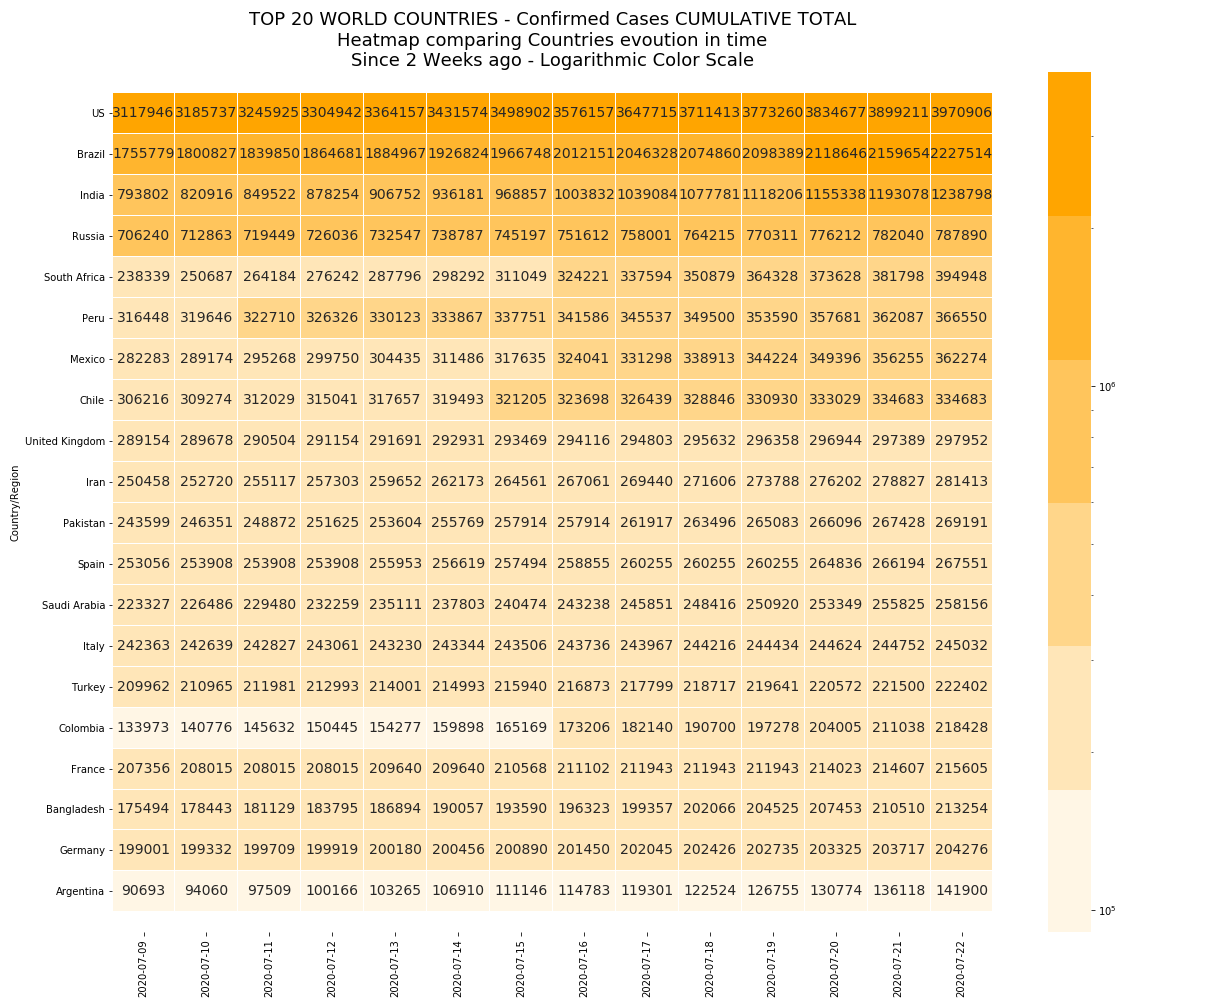 TOP 20 WORLD COUNTRIES - Confirmed Cases CUMULATIVE TOTAL
Heatmap comparing Countries evoution in time
Since 2 Weeks ago - Logarithmic Color Scale
US 3117946 3185737 3245925 3304942 3364157 3431574 3498902 3576157 3647715 3711413 3773260 3834677 3899211 3970906
Brazil 1755779 1800827 1839850 1864681 1884967 1926824 1966748 2012151 2046328 2074860 2098389 2118646 2159654 2227514
India 793802 820916 849522 878254 906752 936181 968857 1003832 1039084 1077781 1118206 1155338 1193078 1238798
Russia 706240 712863 719449 726036 732547 738787 745197 751612 758001 764215 770311 776212 782040 787890
South Africa 238339 250687 264184 276242 287796 298292 311049 324221 337594 350879 364328 373628 381798 394948
Peru 316448 319646 322710 326326 330123 333867 337751 341586 345537 349500 353590 357681 362087 366550
Mexico 282283 289174 295268 299750 304435 311486 317635 324041 331298 338913 344224 349396 356255 362274
Chile 306216 309274 312029 315041 317657 319493 321205 323698 326439 328846 330930 333029 334683 334683
United Kingdom 289154 289678 290504 291154 291691 292931 293469 294116 294803 295632 296358 296944 297389 297952
Iran 250458 252720 255117 257303 259652 262173 264561 267061 269440 271606 273788 276202 278827 281413
Pakistan 243599 246351 248872 251625 253604 255769 257914 257914 261917 263496 265083 266096 267428 269191
Spain 253056 253908 253908 253908 255953 256619 257494 258855 260255 260255 260255 264836 266194 267551
Saudi Arabia 223327 226486 229480 232259 235111 237803 240474 243238 245851 248416 250920 253349 255825 258156
Italy 242363 242639 242827 243061 243230 243344 243506 243736 243967 244216 244434 244624 244752 245032
Turkey 209962 210965 211981 212993 214001 214993 215940 216873 217799 218717 219641 220572 221500 222402
Colombia 133973 140776 145632 150445 154277 159898 165169 173206 182140 190700 197278 204005 211038 218428
France 207356 208015 208015 208015 209640 209640 210568 211102 211943 211943 211943 214023 214607 215605
Bangladesh 175494 178443 181129 183795 186894 190057 193590 196323 199357 202066 204525 207453 210510 213254
Germany 199001 199332 199709 199919 200180 200456 200890 201450 202045 202426 202735 203325 203717 204276
Argentina 90693 94060 97509 100166 103265 106910 111146 114783 119301 122524 126755 130774 136118 141900
2020-07-09 2020-07-10 2020-07-11 2020-07-12 2020-07-13 2020-07-14 2020-07-15 2020-07-16 2020-07-17 2020-07-18 2020-07-19 2020-07-20 2020-07-21 2020-07-22
Country/Region
10⁶
10⁵